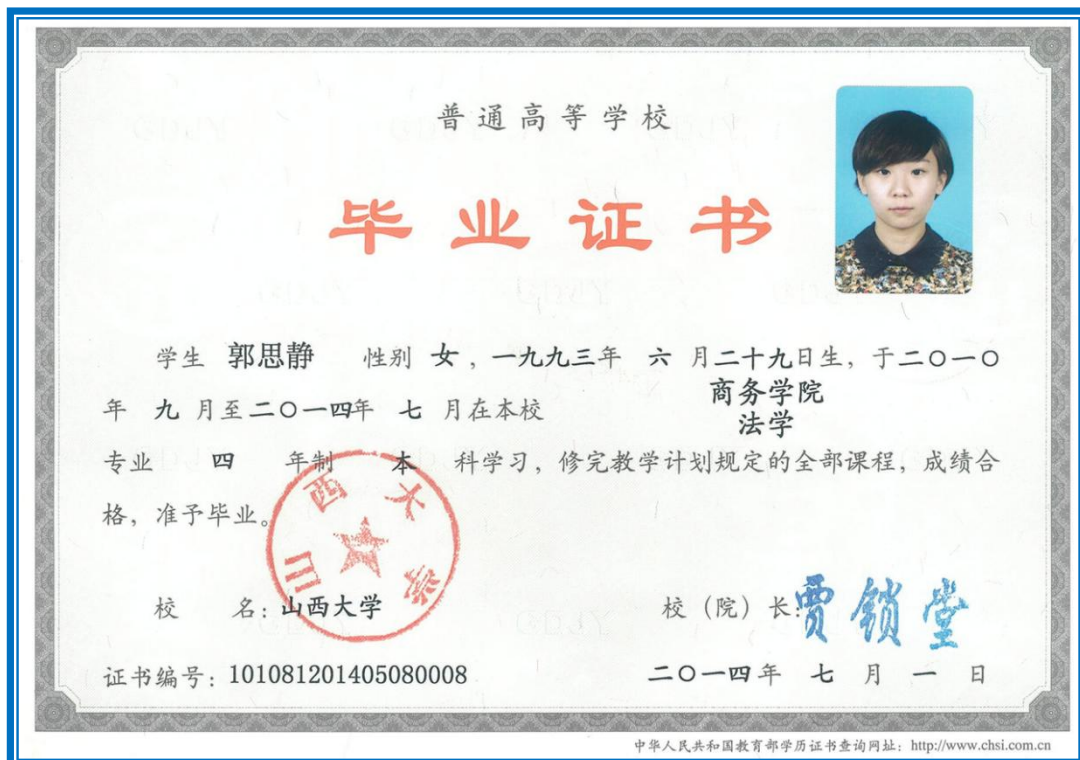 普通高等学校
毕业证书
学生 郭思静 性别 女，一九九三年 六 月二十九日生，于二〇一〇
年 九 月至二〇一四年 七 月在本校 商务学院
法学
专业 四 年制 本 科学习，修完教学计划规定的全部课程，成绩合
格，准予毕业。
山西大学
校 名：山西大学 校（院）长：贾锁堂
证书编号：101081201405080008 二〇一四年 七 月 一 日
中华人民共和国教育部学历证书查询网址：http://www.chsi.com.cn